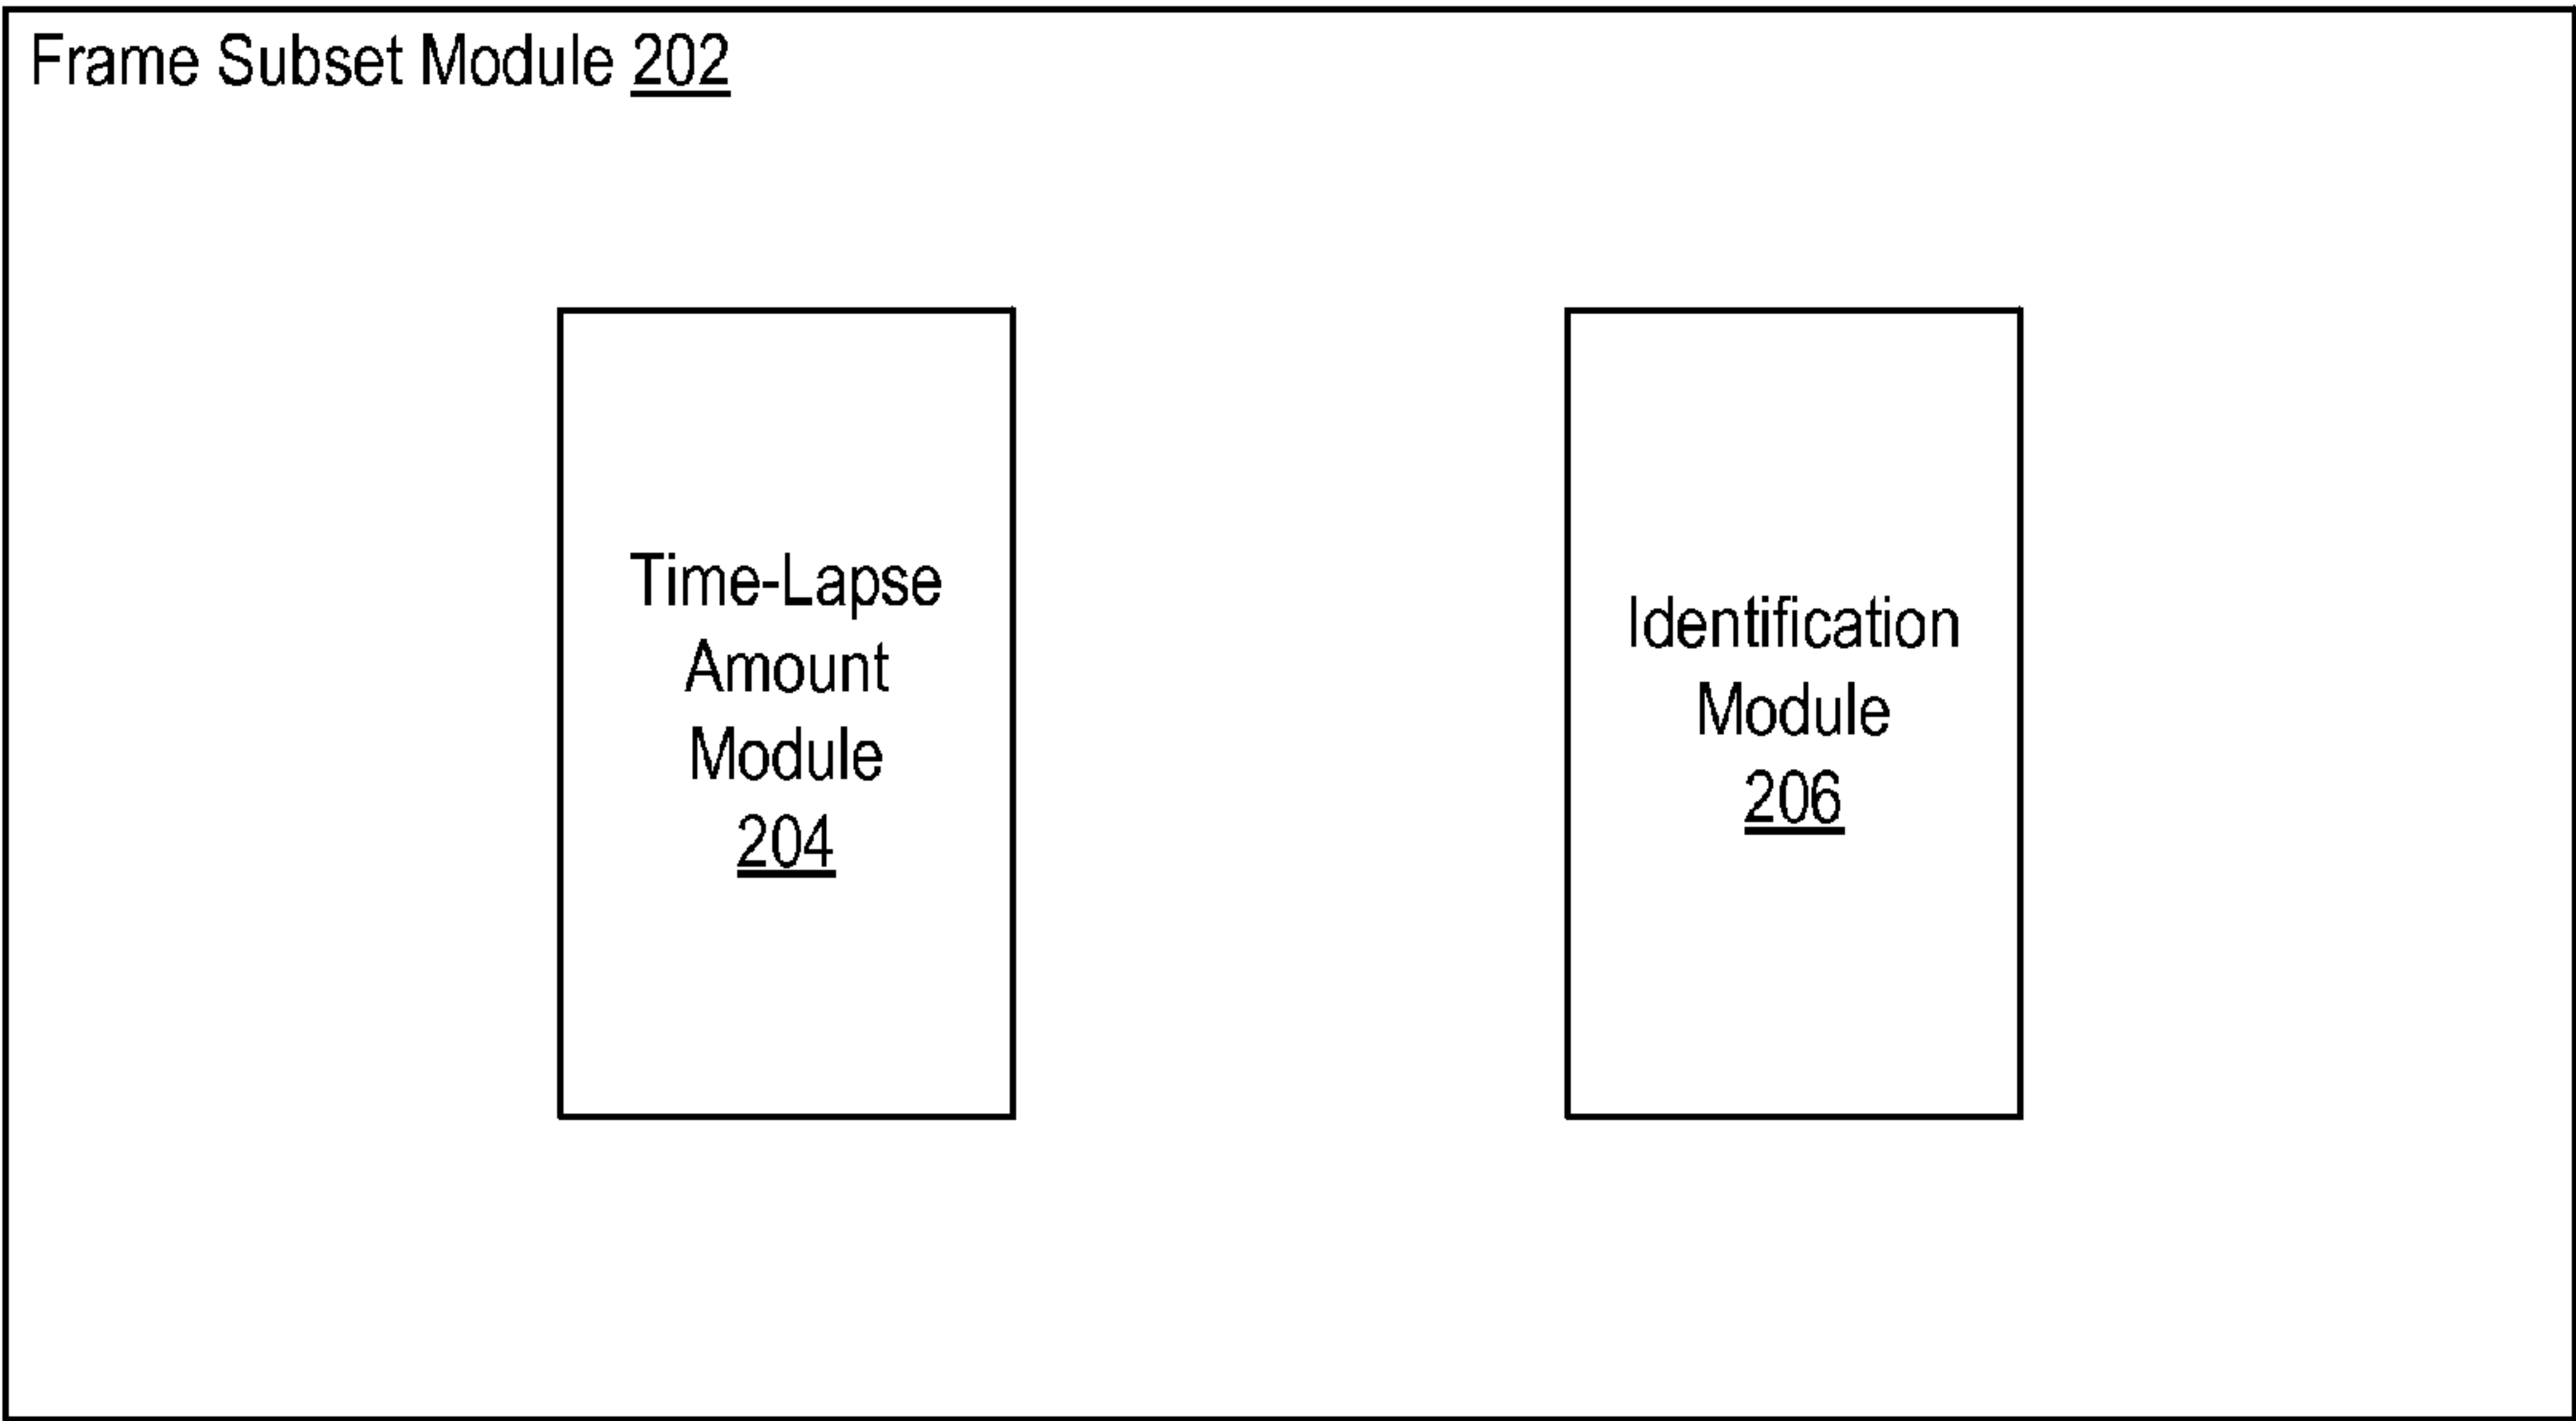 Frame Subset Module 202
Time-Lapse
Amount
Module
204
Identification
Module
206